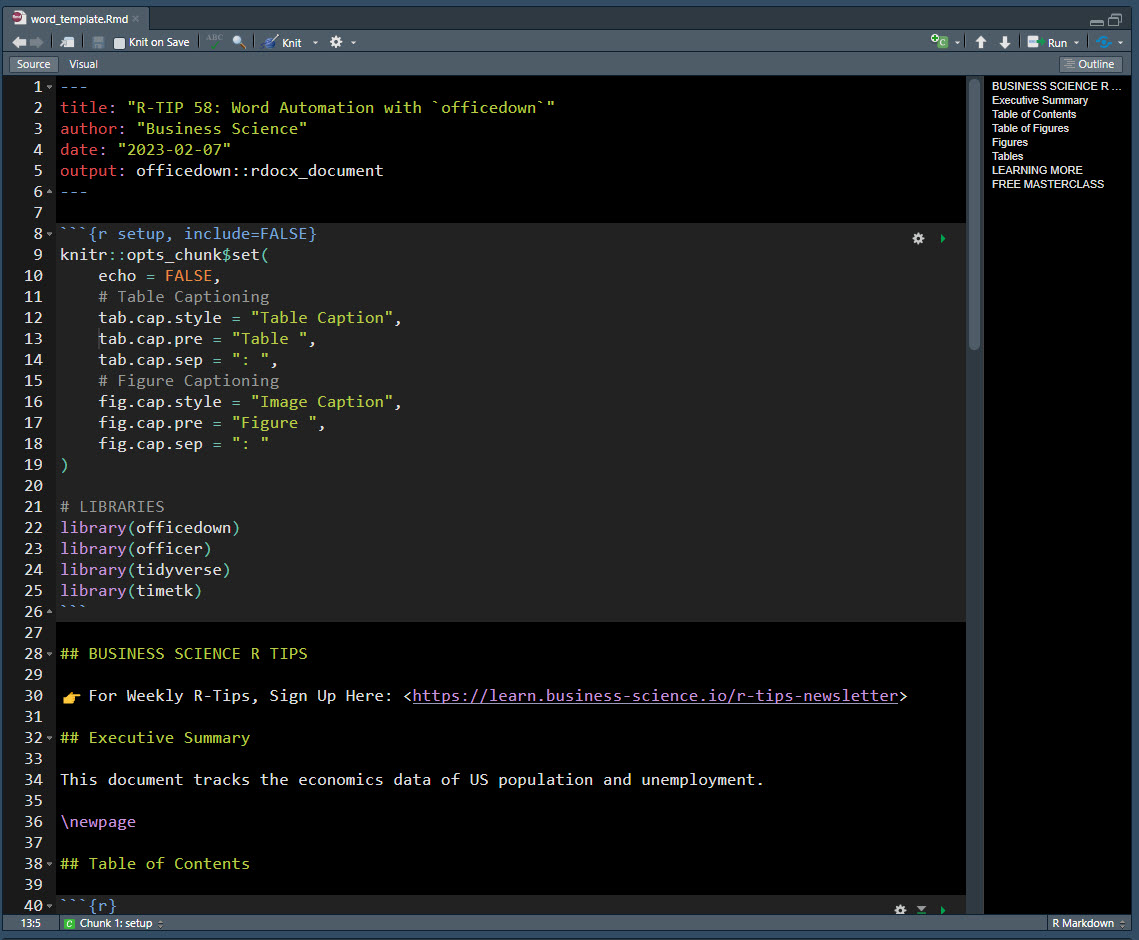 word_template.Rmd
Knit on Save ABC Knit Run
Source Visual Outline
1 ---
2 title: "R-TIP 58: Word Automation with `officedown`"
3 author: "Business Science"
4 date: "2023-02-07"
5 output: officedown::rdocx_document
6 ---
7
8 ```{r setup, include=FALSE}
9 knitr::opts_chunk$set(
10     echo = FALSE,
11     # Table Captioning
12     tab.cap.style = "Table Caption",
13     tab.cap.pre = "Table ",
14     tab.cap.sep = ": ",
15     # Figure Captioning
16     fig.cap.style = "Image Caption",
17     fig.cap.pre = "Figure ",
18     fig.cap.sep = ": "
19 )
20
21 # LIBRARIES
22 library(officedown)
23 library(officer)
24 library(tidyverse)
25 library(timetk)
26 ```
27
28 ## BUSINESS SCIENCE R TIPS
29
30 👉 For Weekly R-Tips, Sign Up Here: <https://learn.business-science.io/r-tips-newsletter>
31
32 ## Executive Summary
33
34 This document tracks the economics data of US population and unemployment.
35
36 \newpage
37
38 ## Table of Contents
39
40 ```{r}
BUSINESS SCIENCE R ...
Executive Summary
Table of Contents
Table of Figures
Figures
Tables
LEARNING MORE
FREE MASTERCLASS
13:5 C Chunk 1: setup R Markdown